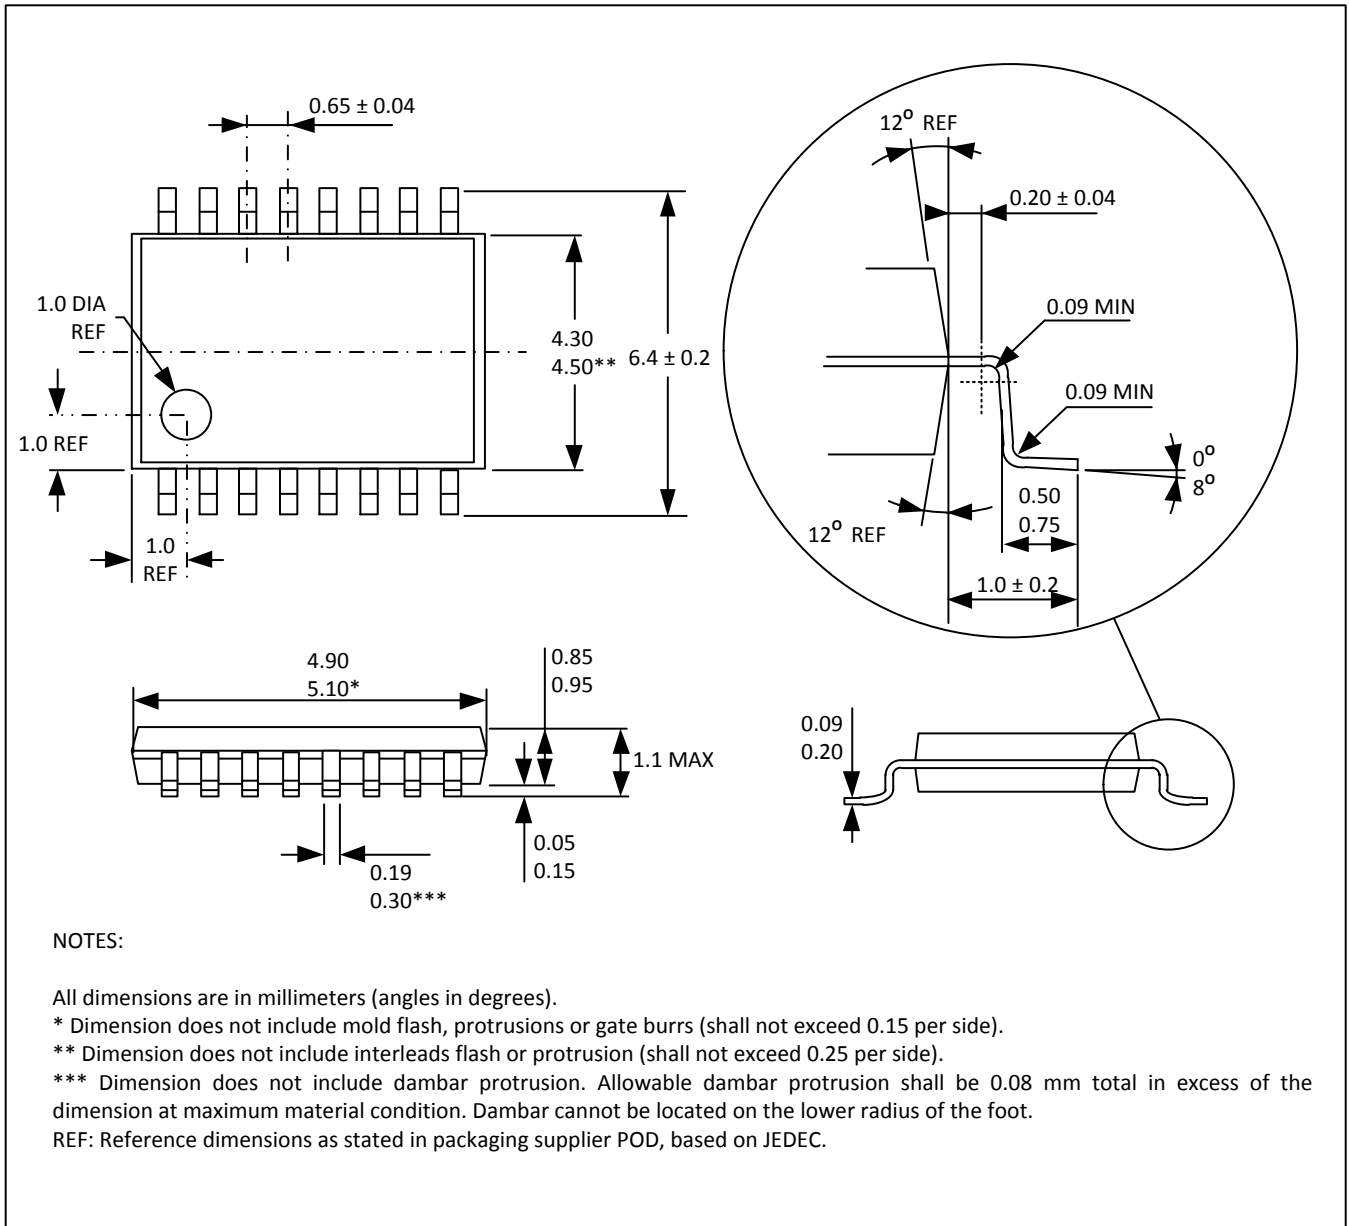 0.65 ± 0.04
12° REF
0.20 ± 0.04
1.0 DIA
REF
0.09 MIN
4.30
4.50**
6.4 ± 0.2
0.09 MIN
1.0 REF
0°
8°
0.50
0.75
12° REF
1.0
REF
1.0 ± 0.2
4.90
5.10*
0.85
0.95
1.1 MAX
0.09
0.20
0.05
0.15
0.19
0.30***
NOTES:
All dimensions are in millimeters (angles in degrees).
* Dimension does not include mold flash, protrusions or gate burrs (shall not exceed 0.15 per side).
** Dimension does not include interleads flash or protrusion (shall not exceed 0.25 per side).
*** Dimension does not include dambar protrusion. Allowable dambar protrusion shall be 0.08 mm total in excess of the
dimension at maximum material condition. Dambar cannot be located on the lower radius of the foot.
REF: Reference dimensions as stated in packaging supplier POD, based on JEDEC.